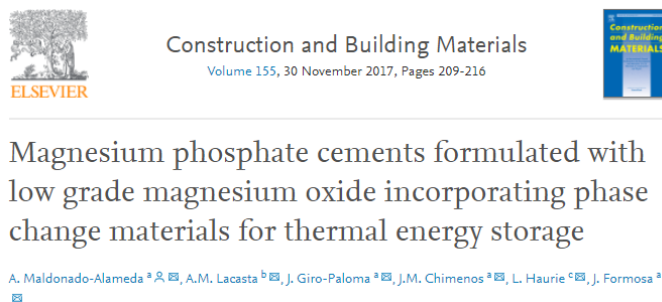 Construction and Building Materials
Volume 155, 30 November 2017, Pages 209-216
ELSEVIER
Construction
and Building
MATERIALS
Magnesium phosphate cements formulated with
low grade magnesium oxide incorporating phase
change materials for thermal energy storage
A. Maldonado-Alameda a, A.M. Lacasta b, J. Giro-Paloma a, J.M. Chimenos a, L. Haurie c, J. Formosa a